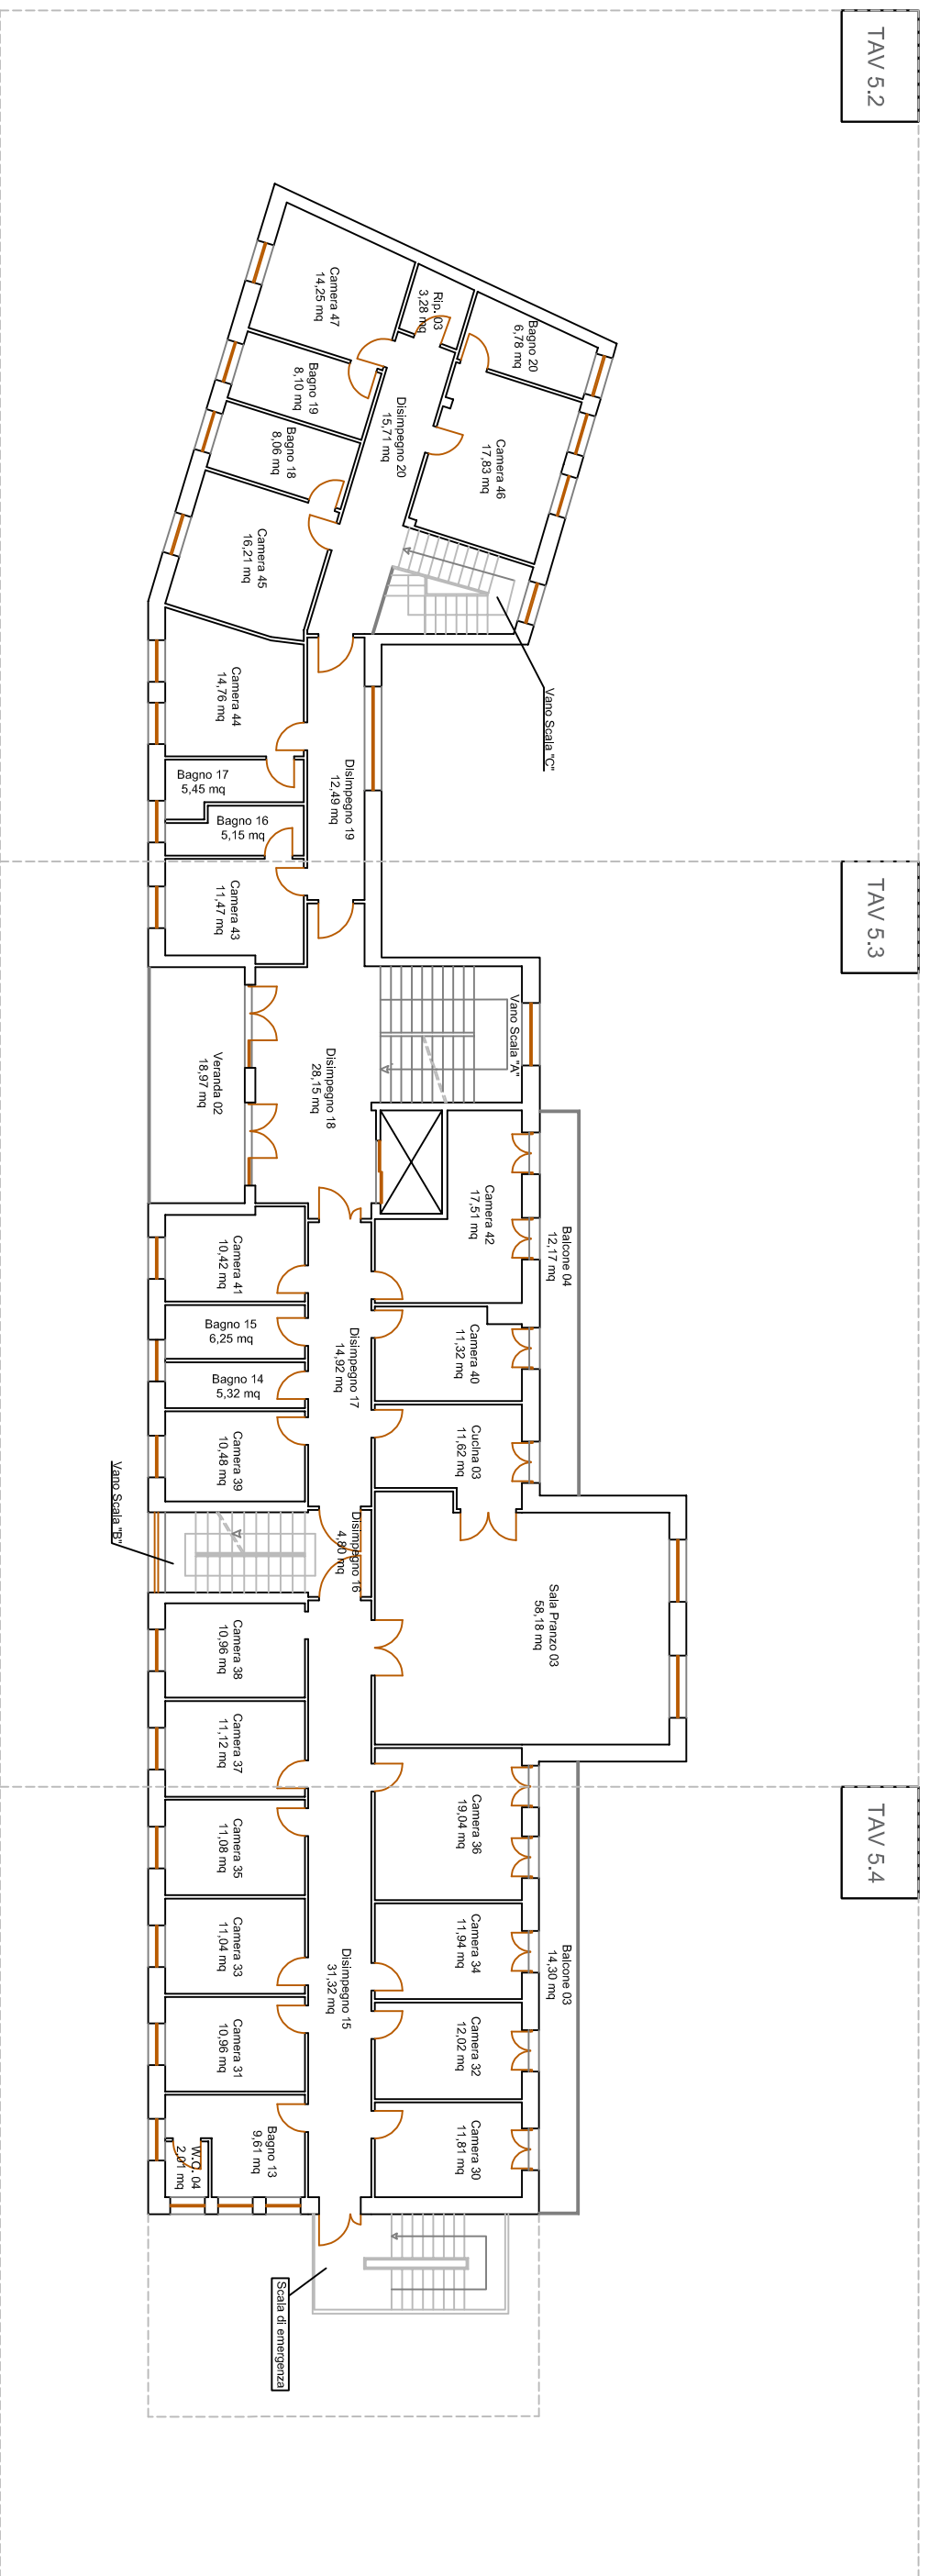 TAV 5.2
Camera 47
14,25 mq
Rip. 03
3,28 mq
Bagno 20
6,78 mq
Bagno 19
8,10 mq
Disimpegno 20
15,71 mq
Bagno 18
8,06 mq
Camera 46
17,83 mq
Camera 45
16,21 mq
Vano Scala "C"
Camera 44
14,76 mq
Bagno 17
5,45 mq
Disimpegno 19
12,49 mq
Bagno 16
5,15 mq
TAV 5.3
Camera 43
11,47 mq
Vano Scala "A"
Veranda 02
18,97 mq
Disimpegno 18
28,15 mq
Camera 42
17,51 mq
Balcone 04
12,17 mq
Camera 41
10,42 mq
Bagno 15
6,25 mq
Disimpegno 17
14,92 mq
Camera 40
11,32 mq
Bagno 14
5,32 mq
Camera 39
10,48 mq
Cucina 03
11,62 mq
Vano Scala "B"
Disimpegno 16
4,80 mq
Sala Pranzo 03
58,18 mq
Camera 38
10,96 mq
Camera 37
11,12 mq
TAV 5.4
Camera 36
19,04 mq
Camera 35
11,08 mq
Camera 33
11,04 mq
Camera 34
11,94 mq
Balcone 03
14,30 mq
Disimpegno 15
31,32 mq
Camera 31
10,96 mq
Camera 32
12,02 mq
Bagno 13
9,61 mq
W.C. 04
2,01 mq
Camera 30
11,81 mq
Scala di emergenza